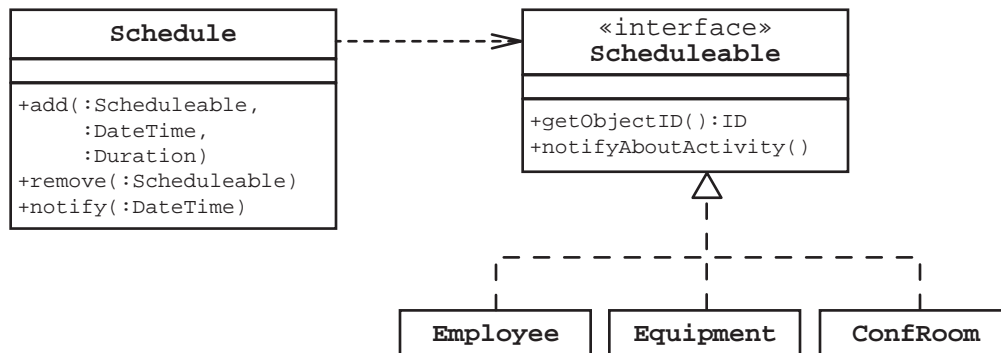 Schedule
+add(:Scheduleable,
:DateTime,
:Duration)
+remove(:Scheduleable)
+notify(:DateTime)
«interface»
Scheduleable
+getObjectID():ID
+notifyAboutActivity()
Employee
Equipment
ConfRoom